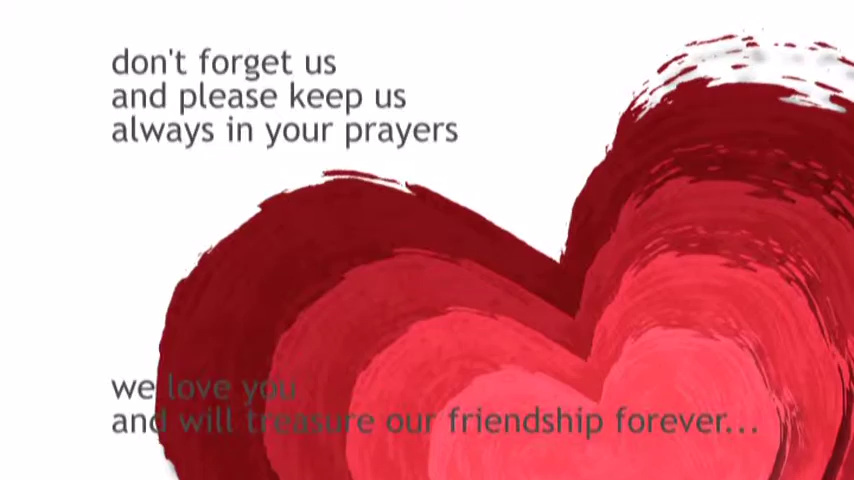 don't forget us
and please keep us
always in your prayers
we love you
and will treasure our friendship forever...